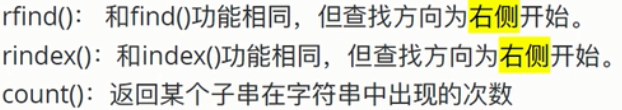 rfind()： 和find()功能相同，但查找方向为右侧开始。
rindex()：和index()功能相同，但查找方向为右侧开始。
count()：返回某个子串在字符串中出现的次数